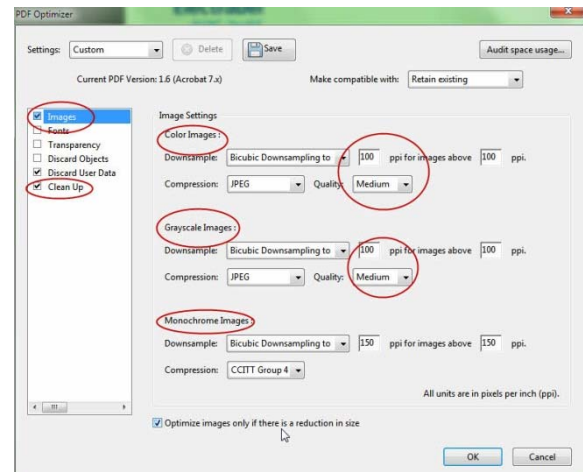 PDF Optimizer
Settings: Custom Delete Save Audit space usage...
Current PDF Version: 1.6 (Acrobat 7.x) Make compatible with: Retain existing
Images
Fonts
Transparency
Discard Objects
Discard User Data
Clean Up
Image Settings
Color Images :
Downsample: Bicubic Downsampling to 100 ppi for images above 100 ppi.
Compression: JPEG Quality: Medium
Grayscale Images :
Downsample: Bicubic Downsampling to 100 ppi for images above 100 ppi.
Compression: JPEG Quality: Medium
Monochrome Images :
Downsample: Bicubic Downsampling to 150 ppi for images above 150 ppi.
Compression: CCITT Group 4
All units are in pixels per inch (ppi).
Optimize images only if there is a reduction in size
OK Cancel